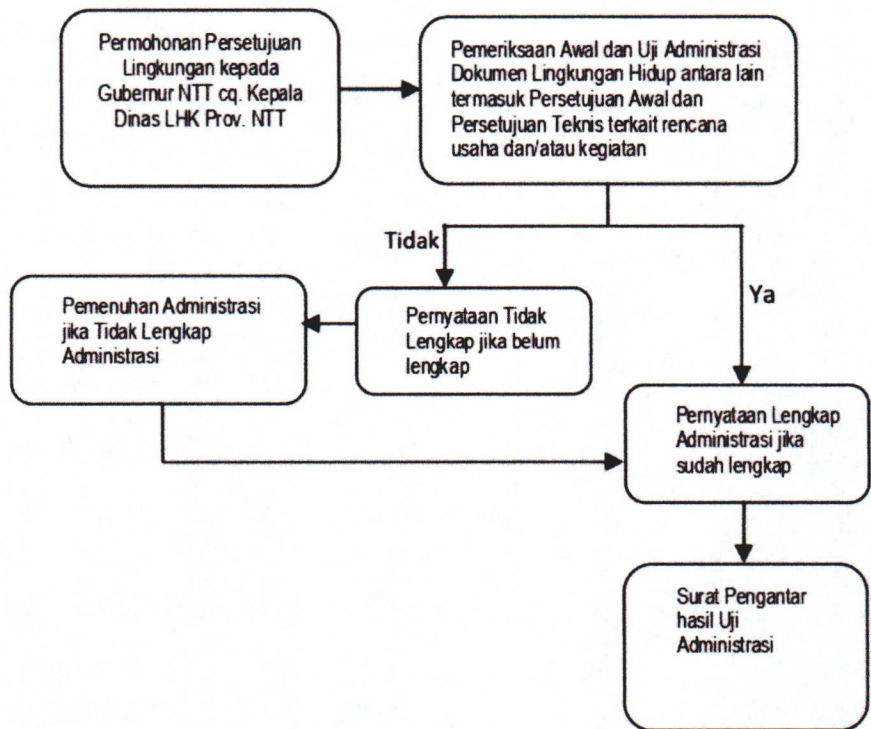 Permohonan Persetujuan
Lingkungan kepada
Gubernur NTT cq. Kepala
Dinas LHK Prov. NTT
Pemeriksaan Awal dan Uji Administrasi
Dokumen Lingkungan Hidup antara lain
termasuk Persetujuan Awal dan
Persetujuan Teknis terkait rencana
usaha dan/atau kegiatan
Tidak
Ya
Pemenuhan Administrasi
jika Tidak Lengkap
Administrasi
Pernyataan Tidak
Lengkap jika belum
lengkap
Pernyataan Lengkap
Administrasi jika
sudah lengkap
Surat Pengantar
hasil Uji
Administrasi